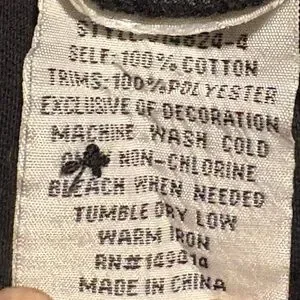 SELF: 100% COTTON
TRIMS: 100% POLYESTER
EXCLUSIVE OF DECORATION
MACHINE WASH COLD
NON-CHLORINE
BLEACH WHEN NEEDED
TUMBLE DRY LOW
WARM IRON
MADE IN CHINA